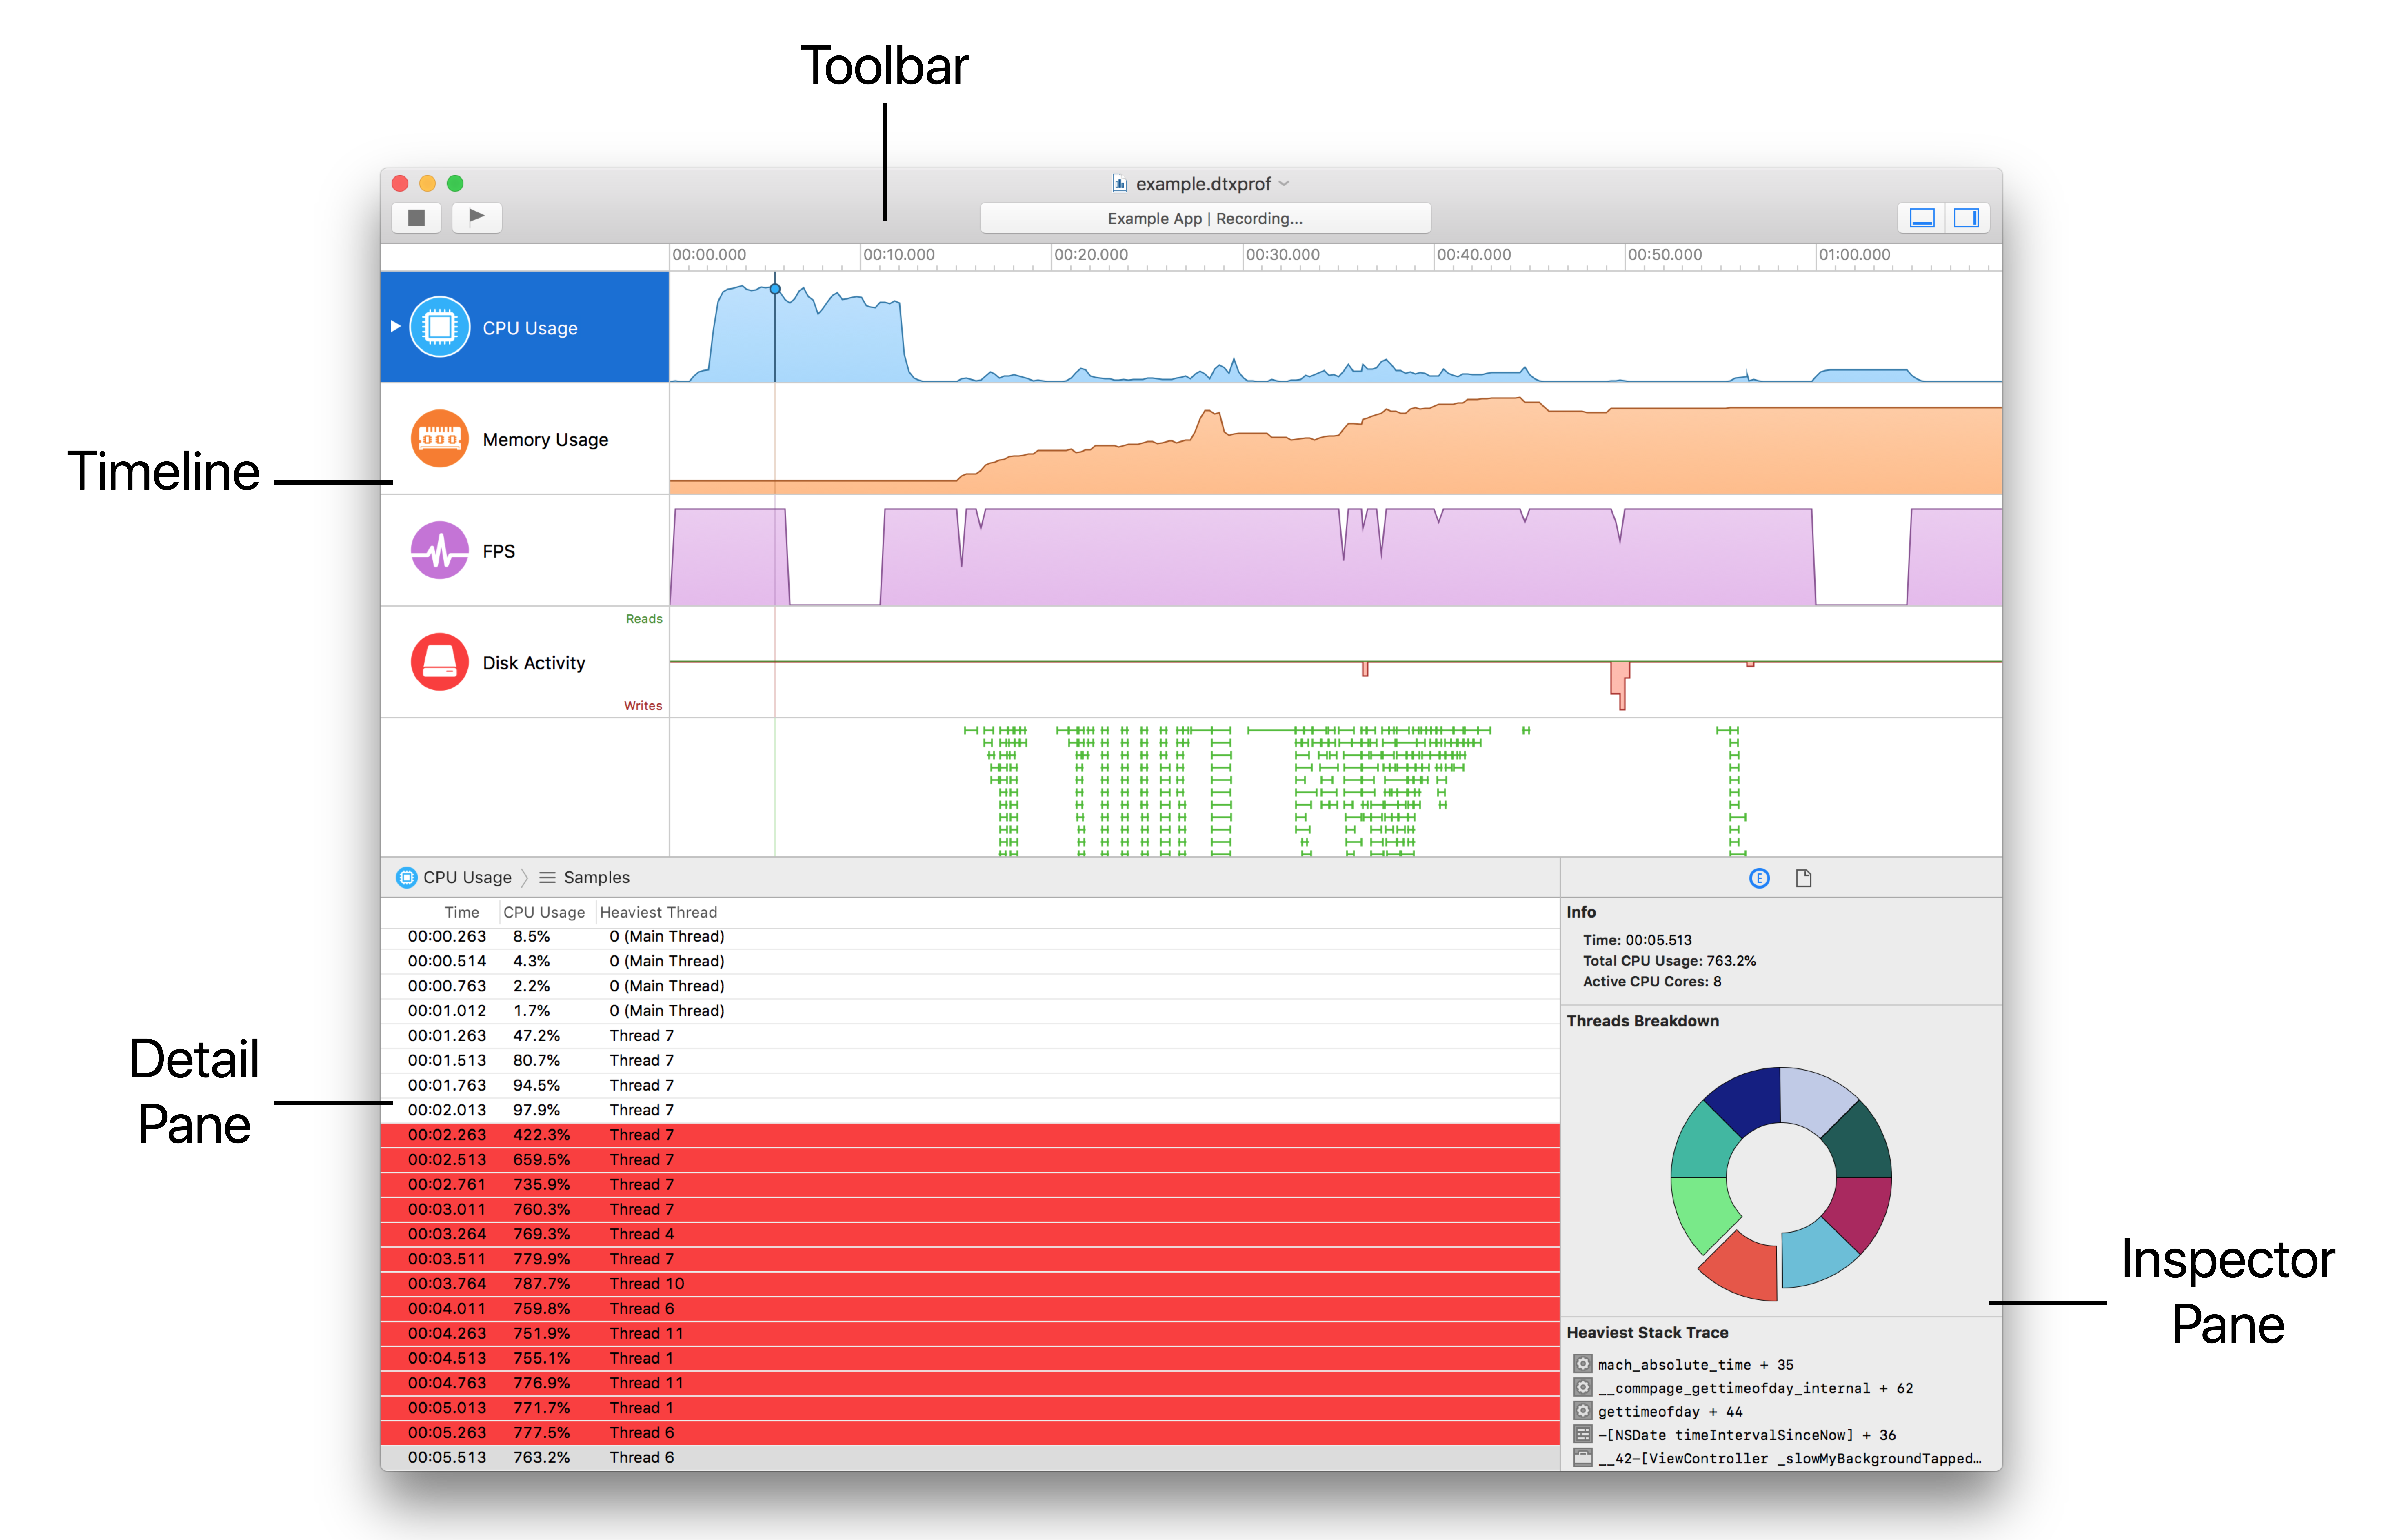 Toolbar
example.dtxprof
Example App | Recording...
00:00.000 00:10.000 00:20.000 00:30.000 00:40.000 00:50.000 01:00.000
CPU Usage
Memory Usage
Timeline
FPS
Reads
Disk Activity
Writes
CPU Usage Samples
Time CPU Usage Heaviest Thread
00:00.263 8.5% 0 (Main Thread)
00:00.514 4.3% 0 (Main Thread)
00:00.763 2.2% 0 (Main Thread)
00:01.012 1.7% 0 (Main Thread)
00:01.263 47.2% Thread 7
00:01.513 80.7% Thread 7
00:01.763 94.5% Thread 7
00:02.013 97.9% Thread 7
00:02.263 422.3% Thread 7
00:02.513 659.5% Thread 7
00:02.761 735.9% Thread 7
00:03.011 760.3% Thread 7
00:03.264 769.3% Thread 4
00:03.511 779.9% Thread 7
00:03.764 787.7% Thread 10
00:04.011 759.8% Thread 6
00:04.263 751.9% Thread 11
00:04.513 755.1% Thread 1
00:04.763 776.9% Thread 11
00:05.013 771.7% Thread 1
00:05.263 777.5% Thread 6
00:05.513 763.2% Thread 6
Detail
Pane
E
Info
Time: 00:05.513
Total CPU Usage: 763.2%
Active CPU Cores: 8
Threads Breakdown
Heaviest Stack Trace
mach_absolute_time + 35
__commpage_gettimeofday_internal + 62
gettimeofday + 44
-[NSDate timeIntervalSinceNow] + 36
__42-[ViewController _slowMyBackgroundTapped…
Inspector
Pane